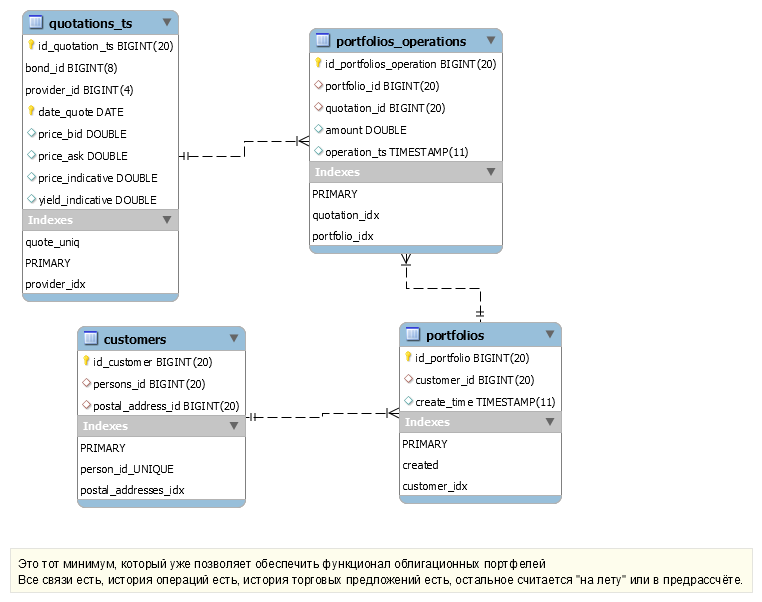 quotations_ts
id_quotation_ts BIGINT(20)
bond_id BIGINT(8)
provider_id BIGINT(4)
date_quote DATE
price_bid DOUBLE
price_ask DOUBLE
price_indicative DOUBLE
yield_indicative DOUBLE
Indexes
quote_uniq
PRIMARY
provider_idx
portfolios_operations
id_portfolios_operation BIGINT(20)
portfolio_id BIGINT(20)
quotation_id BIGINT(20)
amount DOUBLE
operation_ts TIMESTAMP(11)
Indexes
PRIMARY
quotation_idx
portfolio_idx
customers
id_customer BIGINT(20)
persons_id BIGINT(20)
postal_address_id BIGINT(20)
Indexes
PRIMARY
person_id_UNIQUE
postal_addresses_idx
portfolios
id_portfolio BIGINT(20)
customer_id BIGINT(20)
create_time TIMESTAMP(11)
Indexes
PRIMARY
created
customer_idx
Это тот минимум, который уже позволяет обеспечить функционал облигационных портфелей
Все связи есть, история операций есть, история торговых предложений есть, остальное считается "на лету" или в предрассчёте.